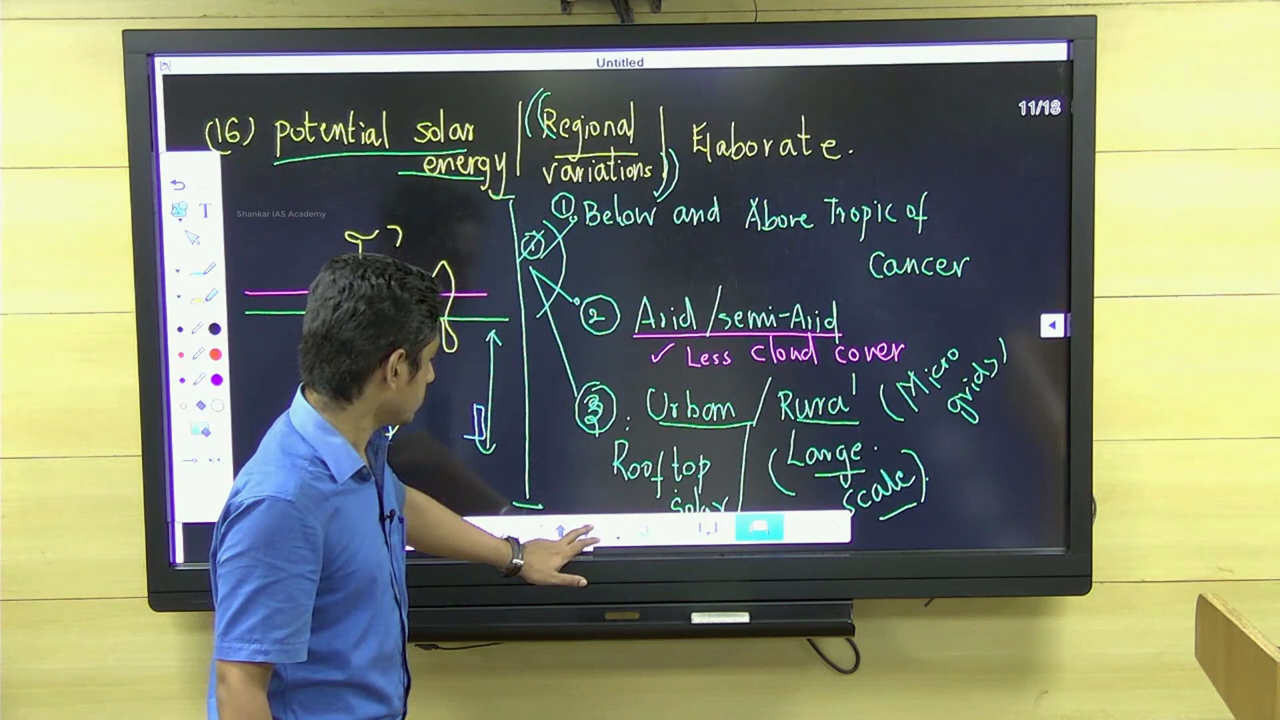 Untitled
11/18
(16) potential solar energy | ((Regional variations)) | Elaborate.
T
Shankar IAS Academy
① Below and Above Tropic of
Cancer
② Arid/semi-Arid
✓ Less cloud cover
③ : Urban / Rural (Micro grids)
Rooftop solar / (Large scale).